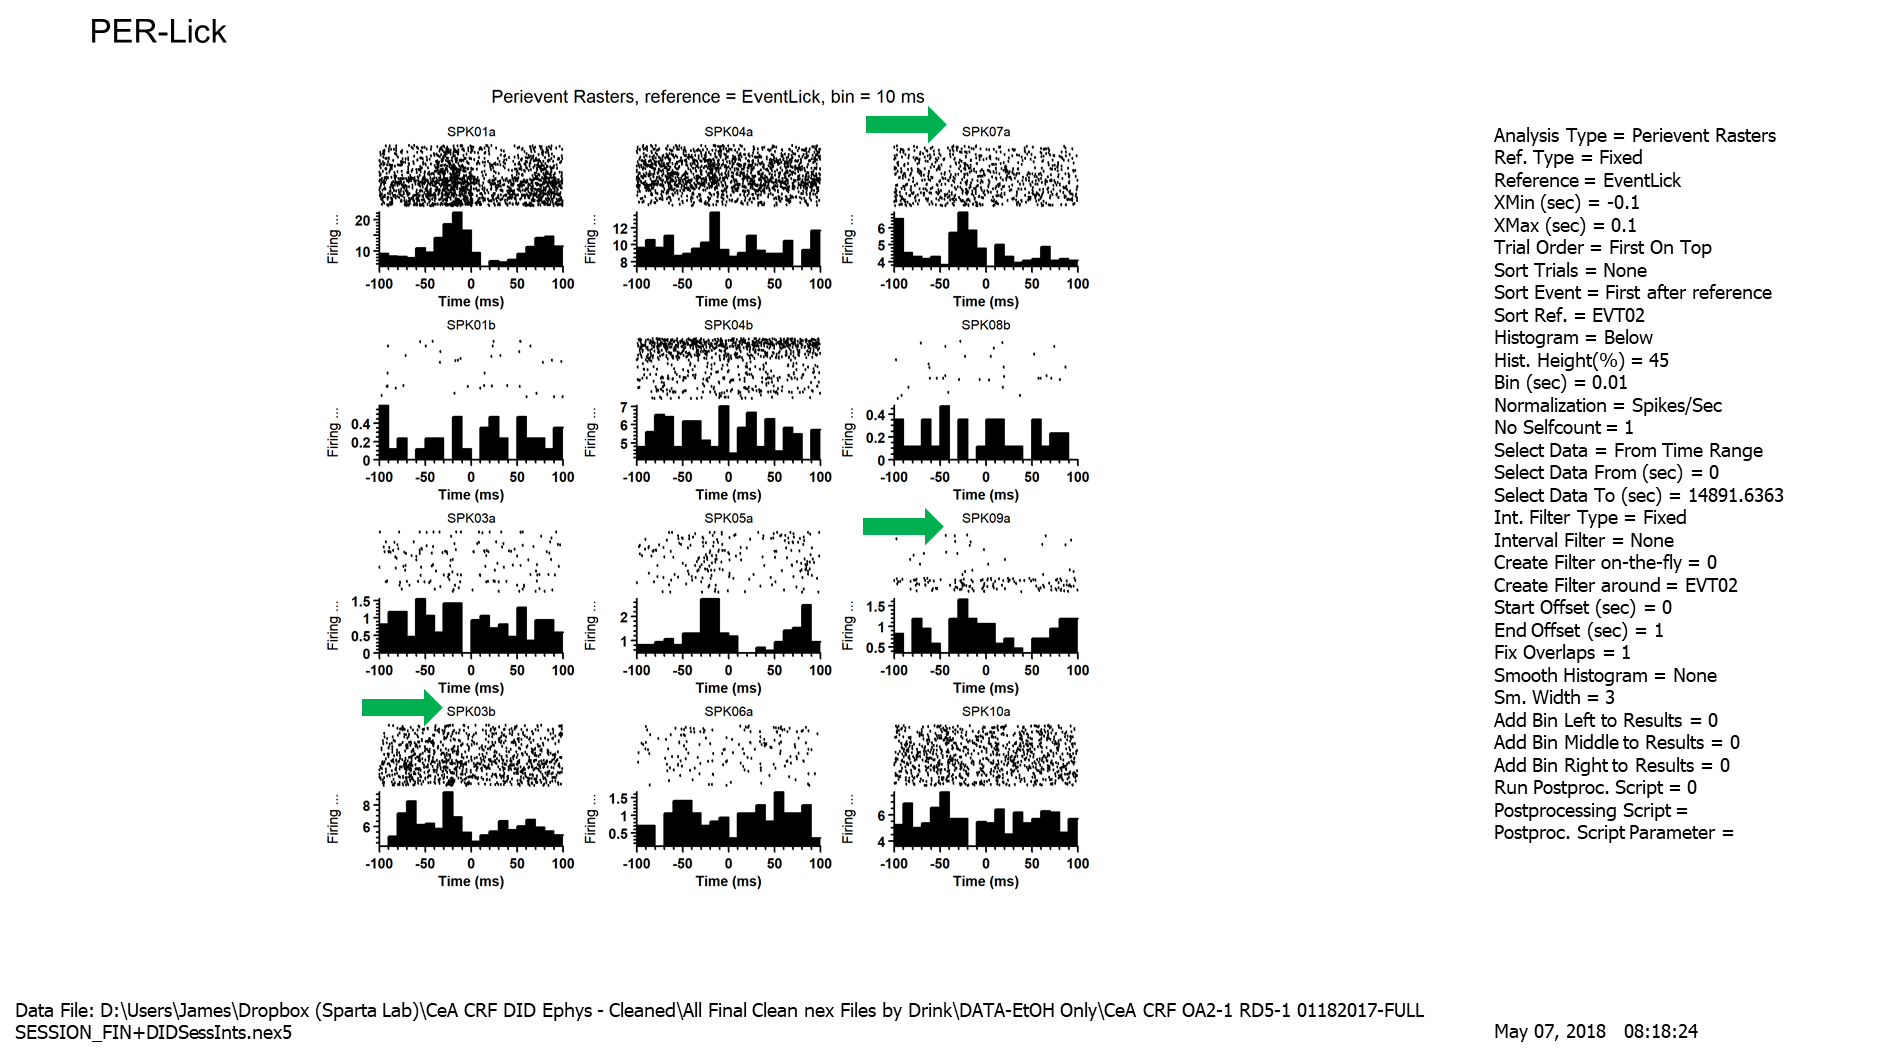 PER-Lick
Perievent Rasters, reference = EventLick, bin = 10 ms
SPK01a
Firing ...
20
10
-100 -50 0 50 100
Time (ms)
SPK04a
Firing ...
12
10
8
-100 -50 0 50 100
Time (ms)
SPK07a
Firing ...
6
5
4
-100 -50 0 50 100
Time (ms)
SPK01b
Firing ...
0.4
0.2
0
-100 -50 0 50 100
Time (ms)
SPK04b
Firing ...
7
6
5
-100 -50 0 50 100
Time (ms)
SPK08b
Firing ...
0.4
0.2
0
-100 -50 0 50 100
Time (ms)
SPK03a
Firing ...
1.5
1
0.5
0
-100 -50 0 50 100
Time (ms)
SPK05a
Firing ...
2
1
-100 -50 0 50 100
Time (ms)
SPK09a
Firing ...
1.5
1
0.5
-100 -50 0 50 100
Time (ms)
SPK03b
Firing ...
8
6
-100 -50 0 50 100
Time (ms)
SPK06a
Firing ...
1.5
1
0.5
-100 -50 0 50 100
Time (ms)
SPK10a
Firing ...
6
4
-100 -50 0 50 100
Time (ms)
Analysis Type = Perievent Rasters
Ref. Type = Fixed
Reference = EventLick
XMin (sec) = -0.1
XMax (sec) = 0.1
Trial Order = First On Top
Sort Trials = None
Sort Event = First after reference
Sort Ref. = EVT02
Histogram = Below
Hist. Height(%) = 45
Bin (sec) = 0.01
Normalization = Spikes/Sec
No Selfcount = 1
Select Data = From Time Range
Select Data From (sec) = 0
Select Data To (sec) = 14891.6363
Int. Filter Type = Fixed
Interval Filter = None
Create Filter on-the-fly = 0
Create Filter around = EVT02
Start Offset (sec) = 0
End Offset (sec) = 1
Fix Overlaps = 1
Smooth Histogram = None
Sm. Width = 3
Add Bin Left to Results = 0
Add Bin Middle to Results = 0
Add Bin Right to Results = 0
Run Postproc. Script = 0
Postprocessing Script =
Postproc. Script Parameter =
Data File: D:\Users\James\Dropbox (Sparta Lab)\CeA CRF DID Ephys - Cleaned\All Final Clean nex Files by Drink\DATA-EtOH Only\CeA CRF OA2-1 RD5-1 01182017-FULL
SESSION_FIN+DIDSessInts.nex5
May 07, 2018 08:18:24